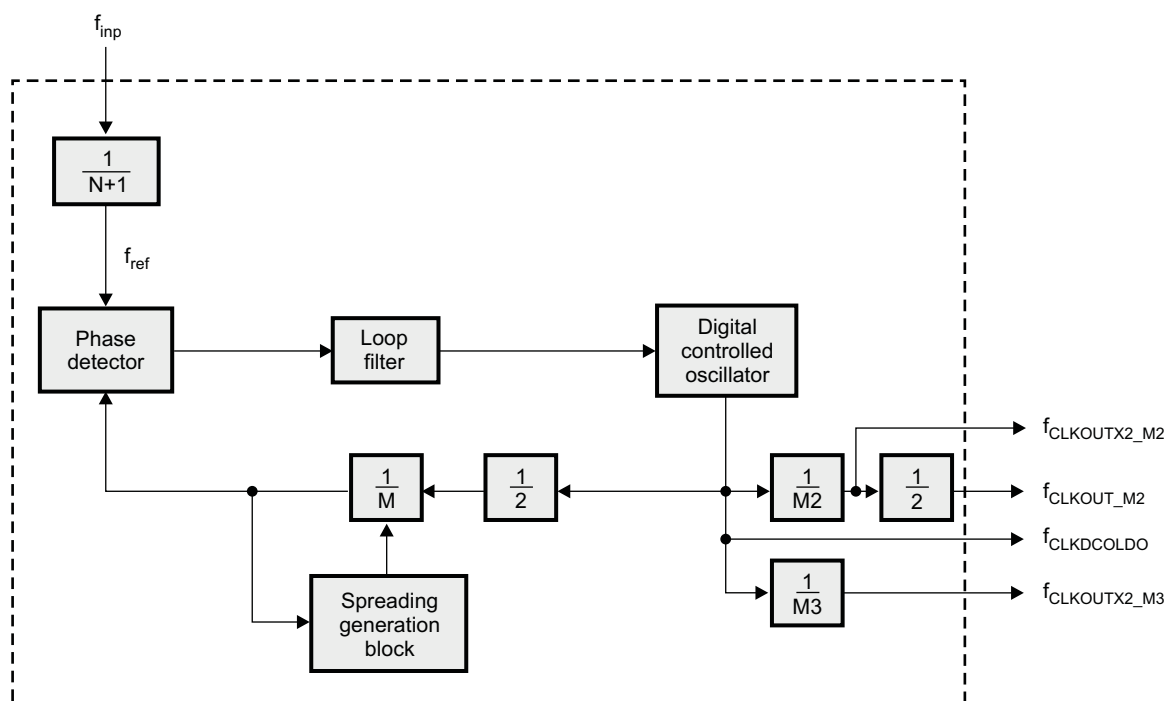 f_inp
1
N+1
f_ref
Phase
detector
Loop
filter
Digital
controlled
oscillator
f_CLKOUTX2_M2
1
M
1
2
1
M2
1
2
f_CLKOUT_M2
f_CLKDCOLDO
1
M3
f_CLKOUTX2_M3
Spreading
generation
block